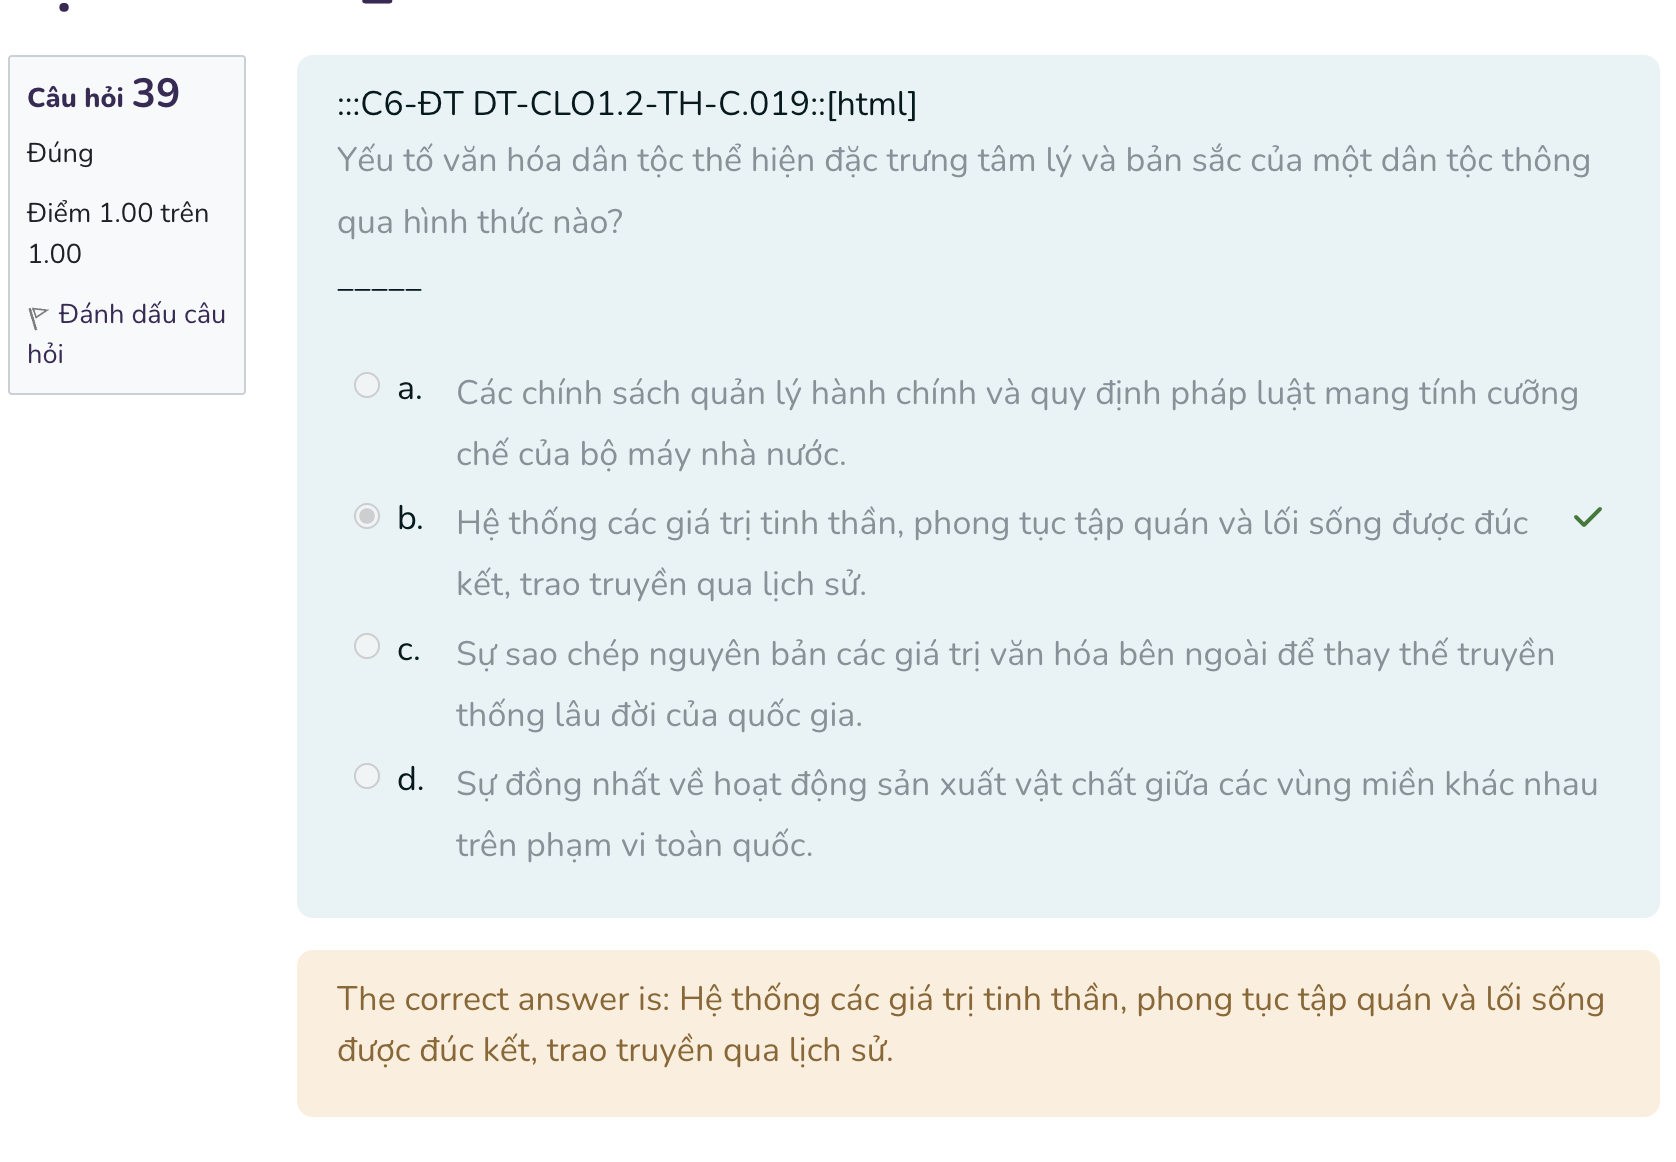 Câu hỏi 39
Đúng
Điểm 1.00 trên
1.00
Đánh dấu câu
hỏi
:::C6-ĐT DT-CLO1.2-TH-C.019::[html]
Yếu tố văn hóa dân tộc thể hiện đặc trưng tâm lý và bản sắc của một dân tộc thông
qua hình thức nào?
_____
a. Các chính sách quản lý hành chính và quy định pháp luật mang tính cưỡng
chế của bộ máy nhà nước.
b. Hệ thống các giá trị tinh thần, phong tục tập quán và lối sống được đúc
kết, trao truyền qua lịch sử.
c. Sự sao chép nguyên bản các giá trị văn hóa bên ngoài để thay thế truyền
thống lâu đời của quốc gia.
d. Sự đồng nhất về hoạt động sản xuất vật chất giữa các vùng miền khác nhau
trên phạm vi toàn quốc.
The correct answer is: Hệ thống các giá trị tinh thần, phong tục tập quán và lối sống
được đúc kết, trao truyền qua lịch sử.